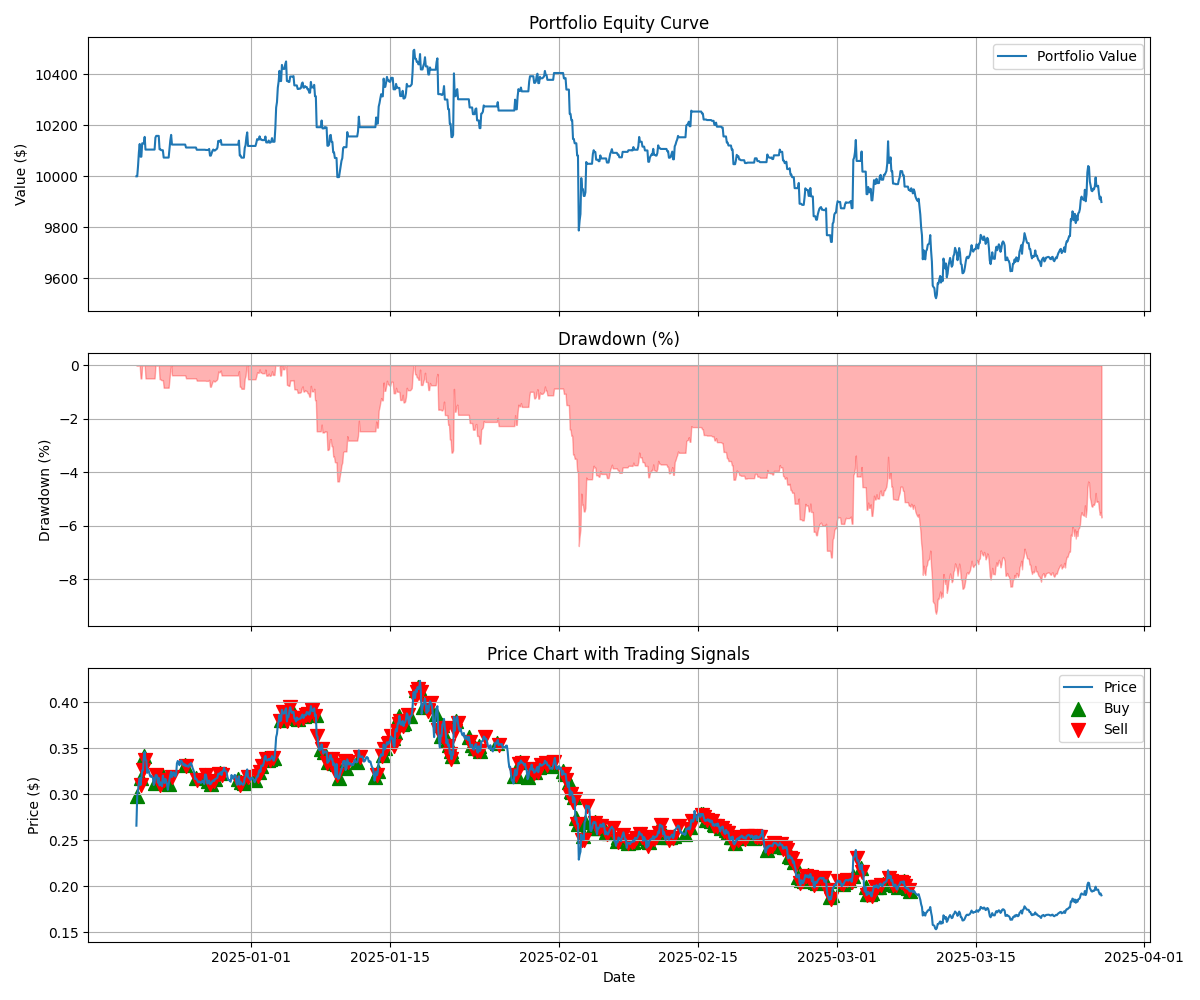 Portfolio Equity Curve
Value ($)
10400
10200
10000
9800
9600
Portfolio Value
Drawdown (%)
Drawdown (%)
0
−2
−4
−6
−8
Price Chart with Trading Signals
Price ($)
0.40
0.35
0.30
0.25
0.20
0.15
Price
Buy
Sell
2025-01-01
2025-01-15
2025-02-01
2025-02-15
2025-03-01
2025-03-15
2025-04-01
Date